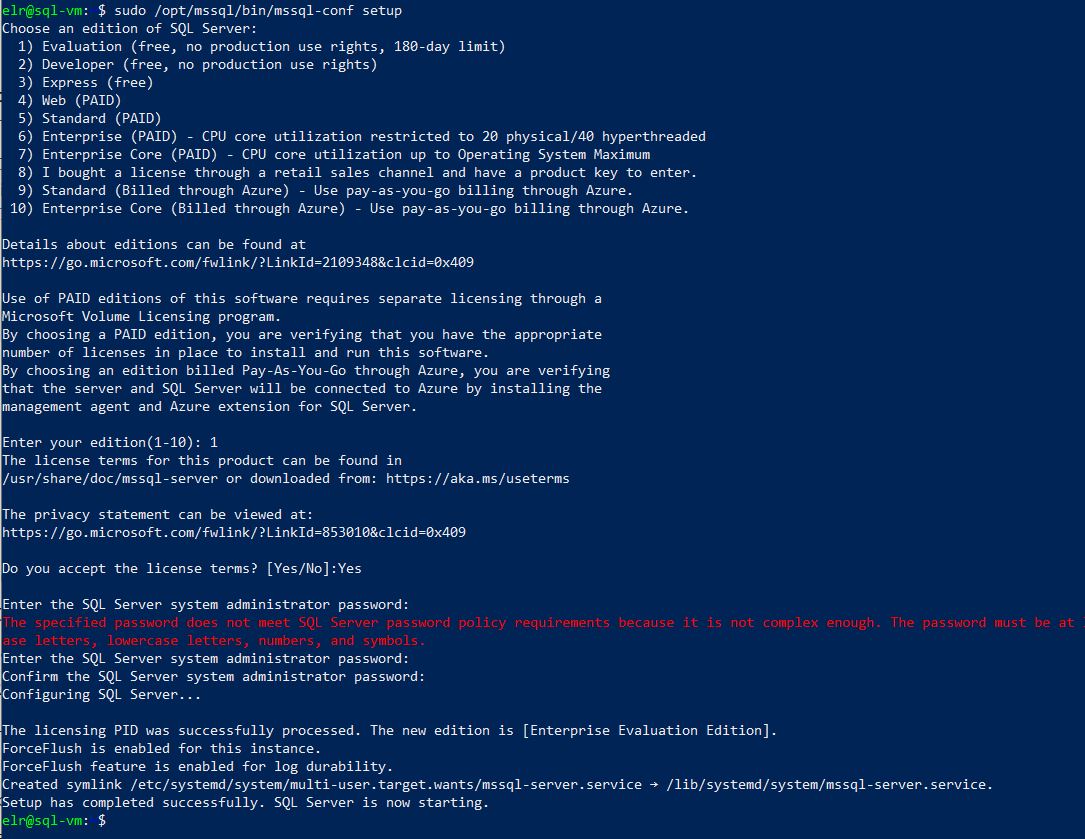 elr@sql-vm: $ sudo /opt/mssql/bin/mssql-conf setup
Choose an edition of SQL Server:
1) Evaluation (free, no production use rights, 180-day limit)
2) Developer (free, no production use rights)
3) Express (free)
4) Web (PAID)
5) Standard (PAID)
6) Enterprise (PAID) - CPU core utilization restricted to 20 physical/40 hyperthreaded
7) Enterprise Core (PAID) - CPU core utilization up to Operating System Maximum
8) I bought a license through a retail sales channel and have a product key to enter.
9) Standard (Billed through Azure) - Use pay-as-you-go billing through Azure.
10) Enterprise Core (Billed through Azure) - Use pay-as-you-go billing through Azure.
Details about editions can be found at
https://go.microsoft.com/fwlink/?LinkId=2109348&clcid=0x409
Use of PAID editions of this software requires separate licensing through a
Microsoft Volume Licensing program.
By choosing a PAID edition, you are verifying that you have the appropriate
number of licenses in place to install and run this software.
By choosing an edition billed Pay-As-You-Go through Azure, you are verifying
that the server and SQL Server will be connected to Azure by installing the
management agent and Azure extension for SQL Server.
Enter your edition(1-10): 1
The license terms for this product can be found in
/usr/share/doc/mssql-server or downloaded from: https://aka.ms/useterms
The privacy statement can be viewed at:
https://go.microsoft.com/fwlink/?LinkId=853010&clcid=0x409
Do you accept the license terms? [Yes/No]:Yes
Enter the SQL Server system administrator password:
The specified password does not meet SQL Server password policy requirements because it is not complex enough. The password must be at
ase letters, lowercase letters, numbers, and symbols.
Enter the SQL Server system administrator password:
Confirm the SQL Server system administrator password:
Configuring SQL Server...
The licensing PID was successfully processed. The new edition is [Enterprise Evaluation Edition].
ForceFlush is enabled for this instance.
ForceFlush feature is enabled for log durability.
Created symlink /etc/systemd/system/multi-user.target.wants/mssql-server.service → /lib/systemd/system/mssql-server.service.
Setup has completed successfully. SQL Server is now starting.
elr@sql-vm: $